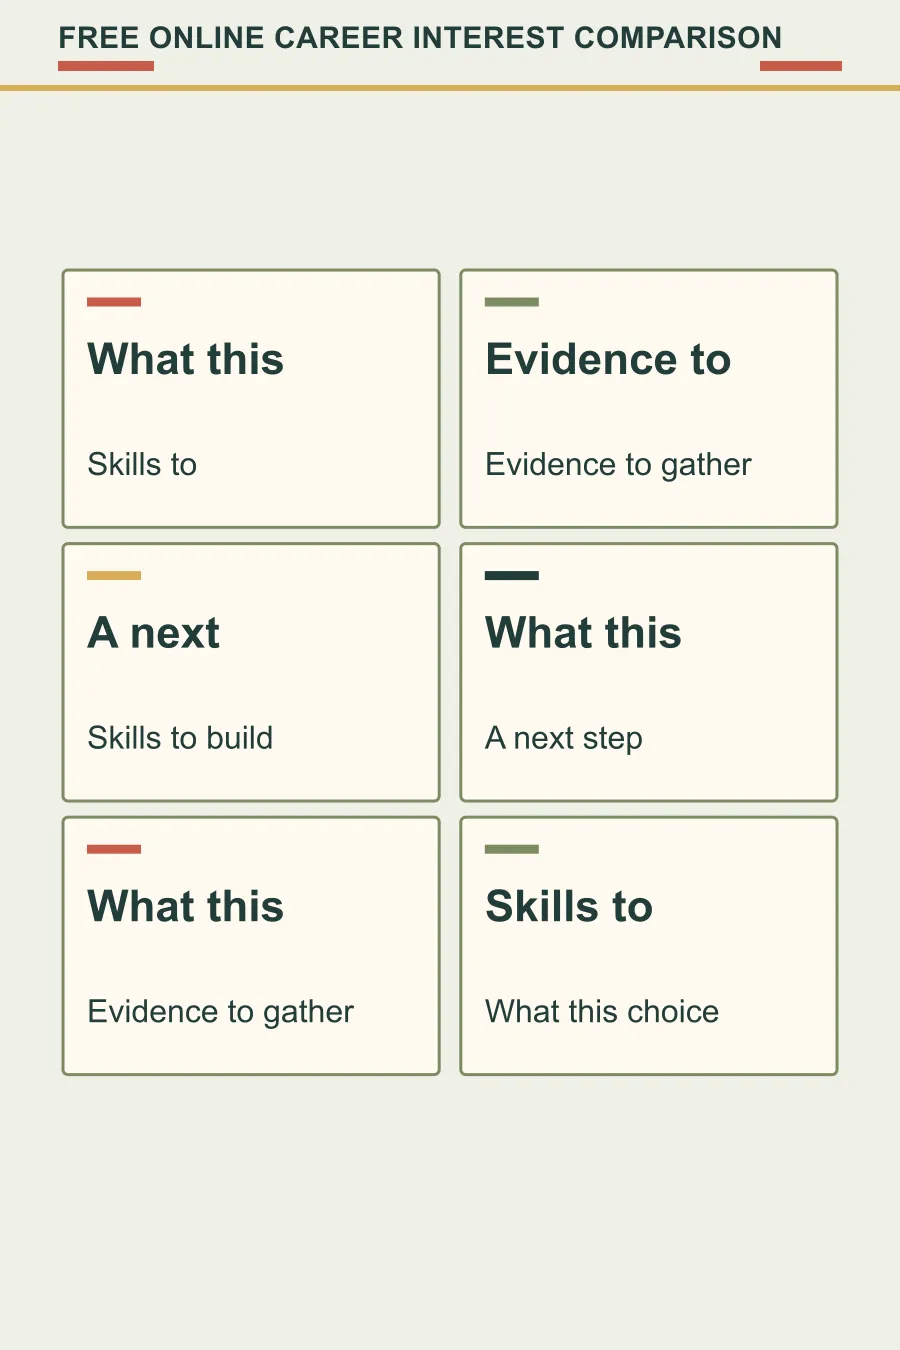 FREE ONLINE CAREER INTEREST COMPARISON
What this
Skills to
Evidence to
Evidence to gather
A next
Skills to build
What this
A next step
What this
Evidence to gather
Skills to
What this choice